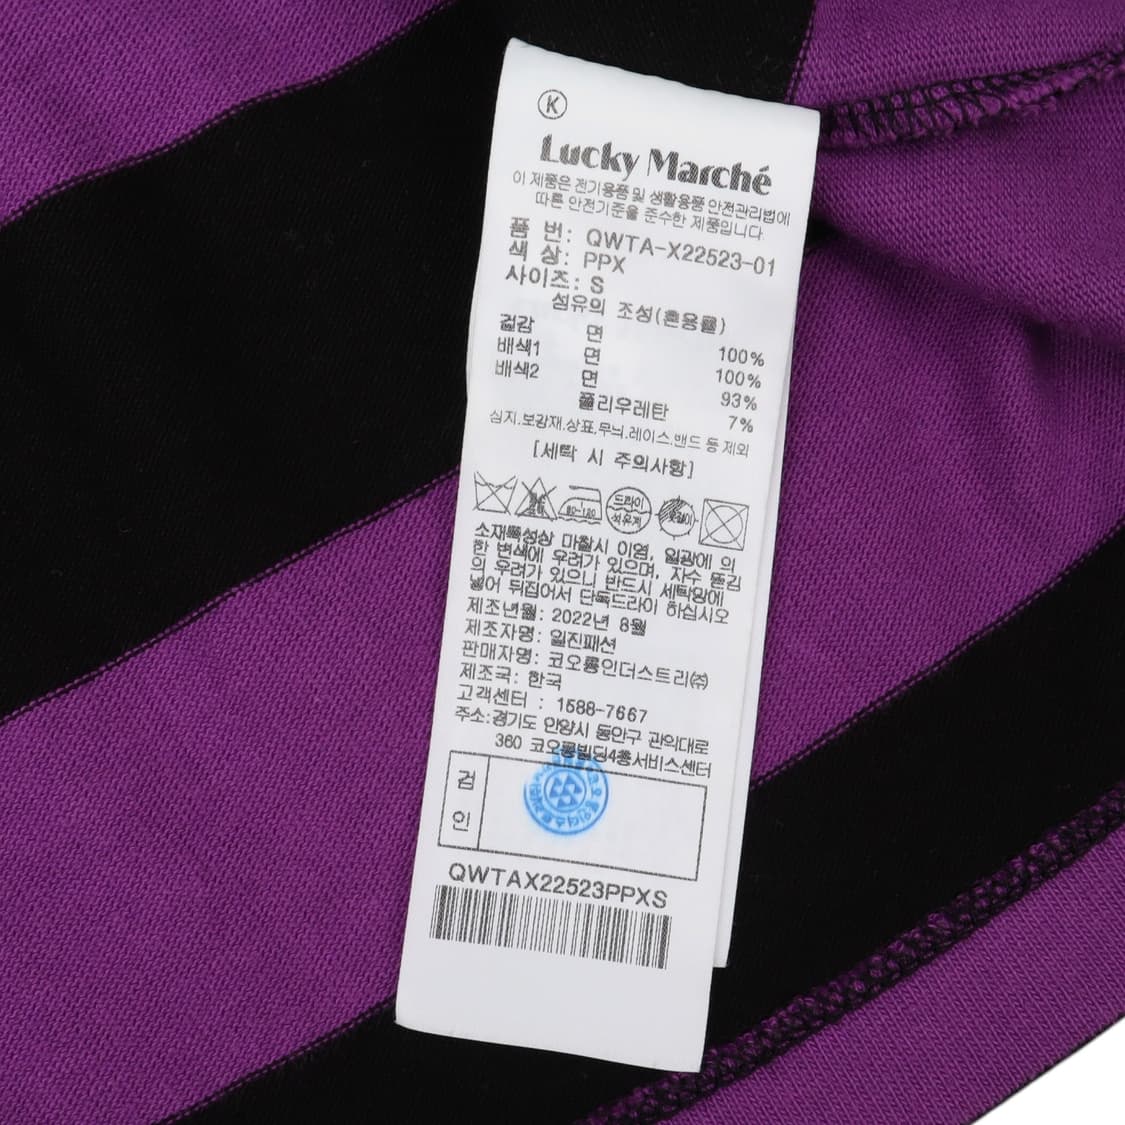 K
Lucky Marché
이 제품은 전기용품 및 생활용품 안전관리법에
따른 안전기준을 준수한 제품입니다.
품 번: QWTA-X22523-01
색 상: PPX
사이즈: S
섬유의 조성(혼용률)
겉감 면 100%
배색1 면 100%
배색2 면 93%
폴리우레탄 7%
심지.보강재.상표.무늬.레이스.밴드 등 제외
[세탁 시 주의사항]
80~120 드라이 석유계 옷걸이
소재특성상 마찰시 이염, 일광에 의
한 변색에 우려가 있으며, 자수 뜯김
의 우려가 있으니 반드시 세탁망에
넣어 뒤집어서 단독드라이 하십시오
제조년월: 2022년 8월
제조자명: 일진패션
판매자명: 코오롱인더스트리㈜
제조국: 한국
고객센터 : 1588-7667
주소:경기도 안양시 동안구 관의대로
360 코오롱빌딩4층서비스센터
검
인
QWTAX22523PPXS